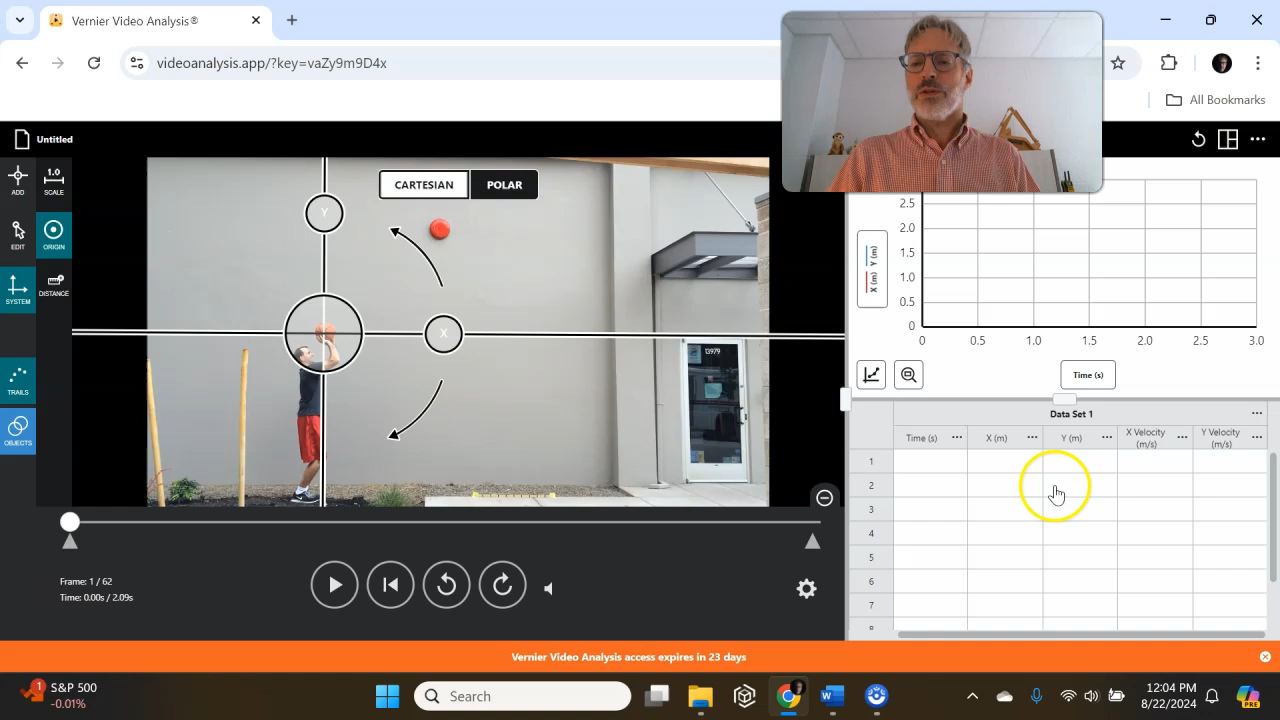 Vernier Video Analysis®
videoanalysis.app/?key=vaZy9m9D4x
All Bookmarks
Untitled
ADD
1.0
SCALE
EDIT
ORIGIN
SYSTEM
DISTANCE
TRAILS
OBJECTS
CARTESIAN
POLAR
Y
X
13979
2.5
2.0
1.5
1.0
0.5
0
X (m) Y (m)
0
0.5
1.0
1.5
2.0
2.5
3.0
Time (s)
Data Set 1
Time (s)
X (m)
Y (m)
X Velocity
(m/s)
Y Velocity
(m/s)
1
2
3
4
5
6
7
8
Frame: 1 / 62
Time: 0.00s / 2.09s
Vernier Video Analysis access expires in 23 days
1
S&P 500
-0.01%
Search
12:04 PM
8/22/2024
PRE